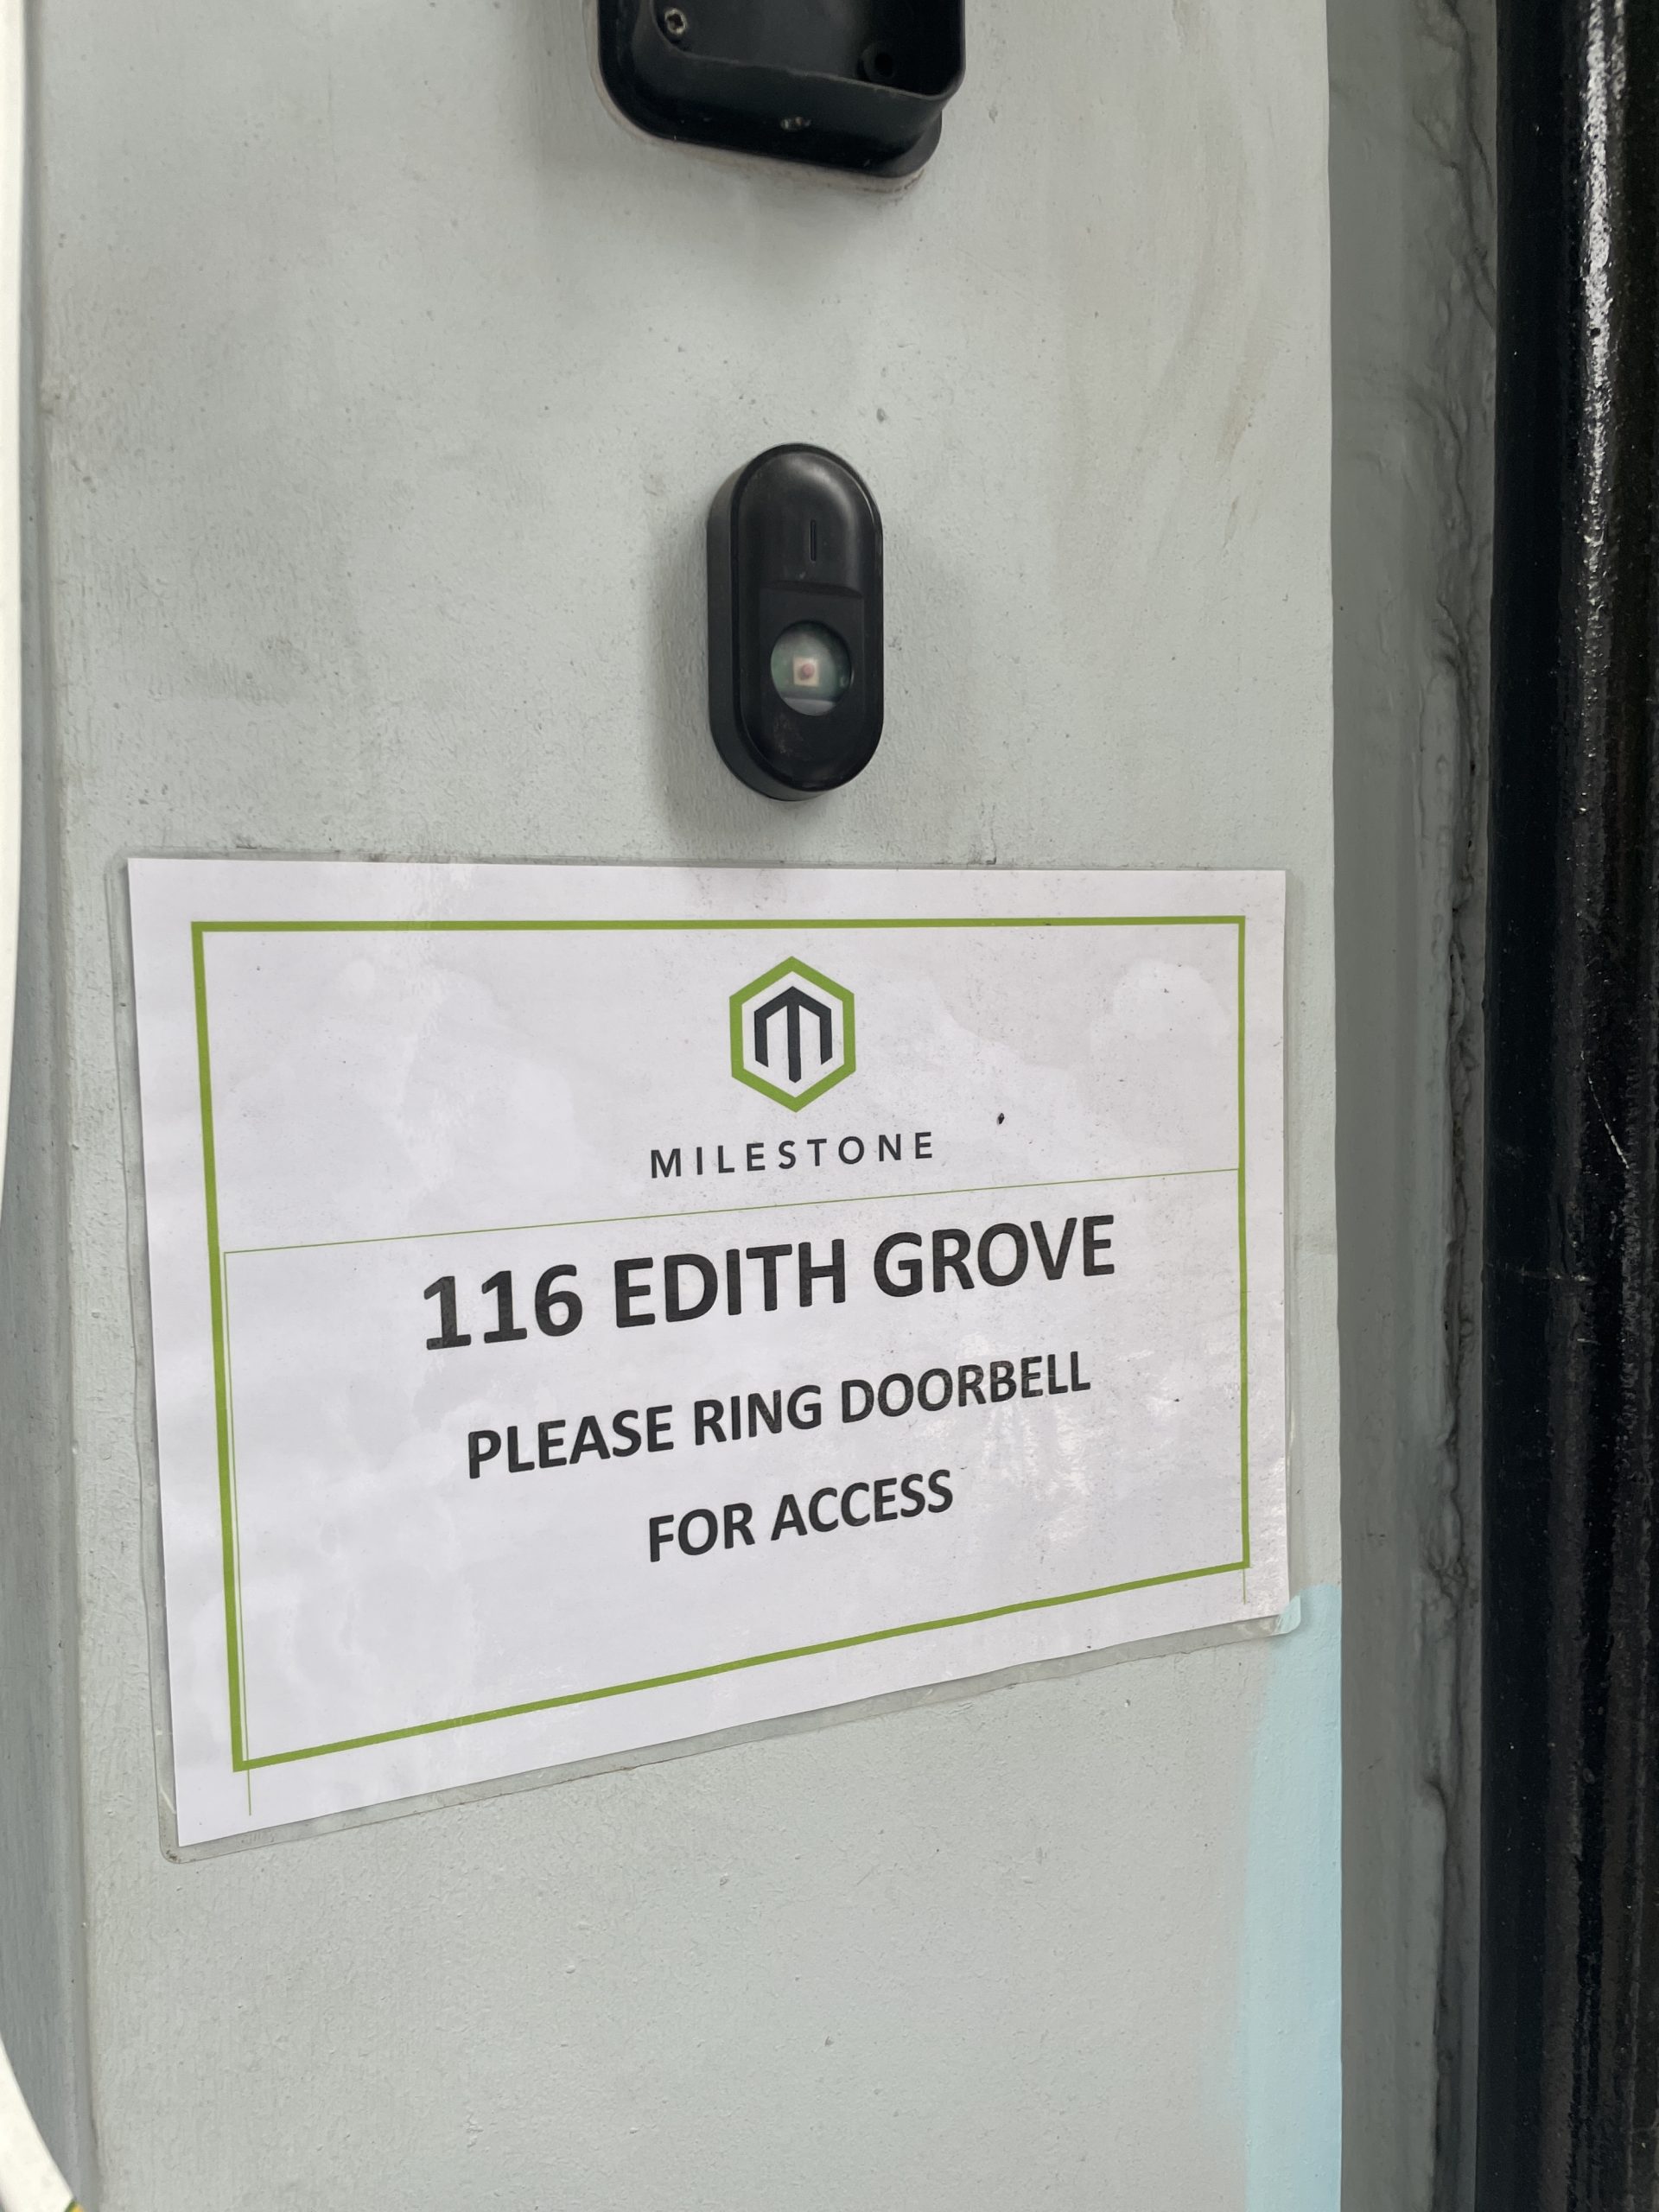 MILESTONE
116 EDITH GROVE
PLEASE RING DOORBELL
FOR ACCESS